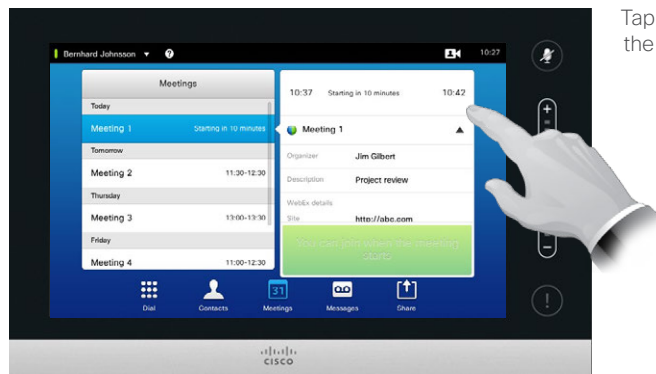 Tap
the
Bernhard Johnsson
?
10:27
Meetings
Today
Meeting 1 Starting in 10 minutes
Tomorrow
Meeting 2 11:30-12:30
Thursday
Meeting 3 13:00-13:30
Friday
Meeting 4 11:00-12:30
10:37 Starting in 10 minutes 10:42
Meeting 1
Organizer Jim Gilbert
Description Project review
WebEx details
Site http://abc.com
You can join when the meeting
starts
+
-
!
31
Dial Contacts Meetings Messages Share
CISCO